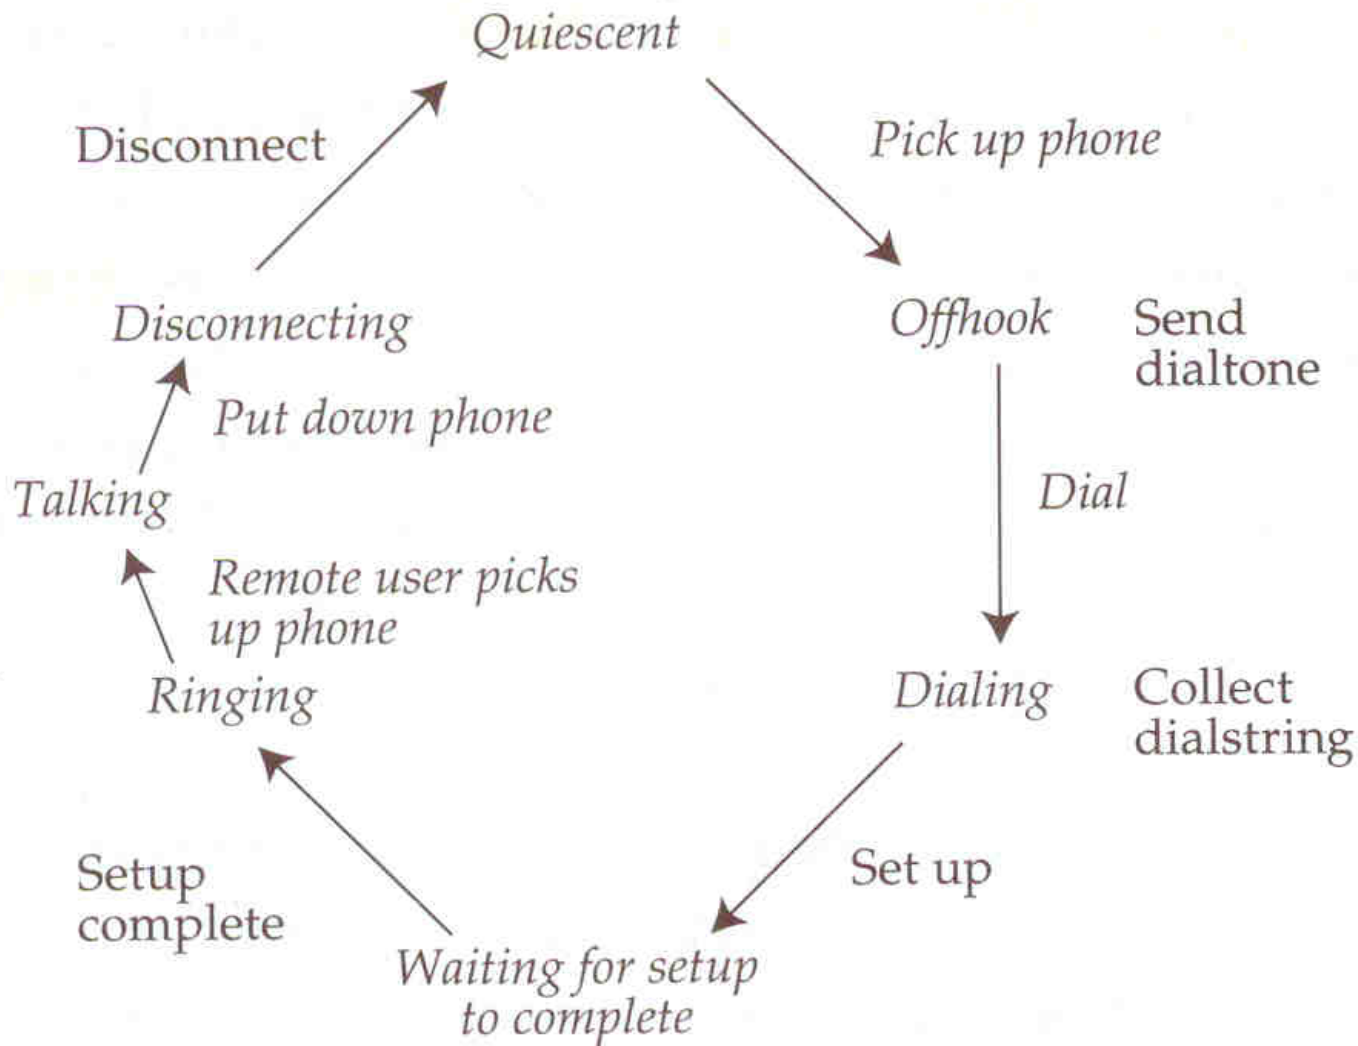 Quiescent
Disconnect
Pick up phone
Disconnecting
Offhook
Send
dialtone
Put down phone
Talking
Dial
Remote user picks
up phone
Ringing
Dialing
Collect
dialstring
Setup
complete
Set up
Waiting for setup
to complete